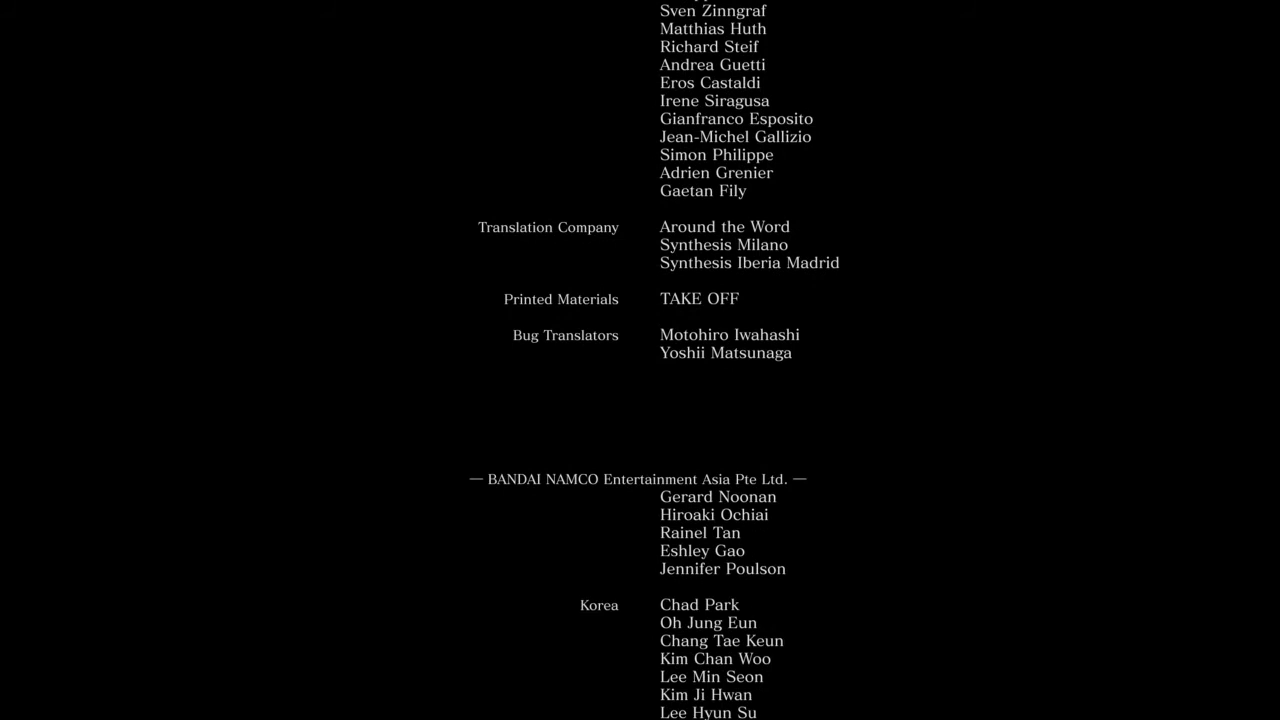 Sven Zinngraf
Matthias Huth
Richard Steif
Andrea Guetti
Eros Castaldi
Irene Siragusa
Gianfranco Esposito
Jean-Michel Gallizio
Simon Philippe
Adrien Grenier
Gaetan Fily
Translation Company Around the Word
Synthesis Milano
Synthesis Iberia Madrid
Printed Materials TAKE OFF
Bug Translators Motohiro Iwahashi
Yoshii Matsunaga
— BANDAI NAMCO Entertainment Asia Pte Ltd. —
Gerard Noonan
Hiroaki Ochiai
Rainel Tan
Eshley Gao
Jennifer Poulson
Korea Chad Park
Oh Jung Eun
Chang Tae Keun
Kim Chan Woo
Lee Min Seon
Kim Ji Hwan
Lee Hyun Su